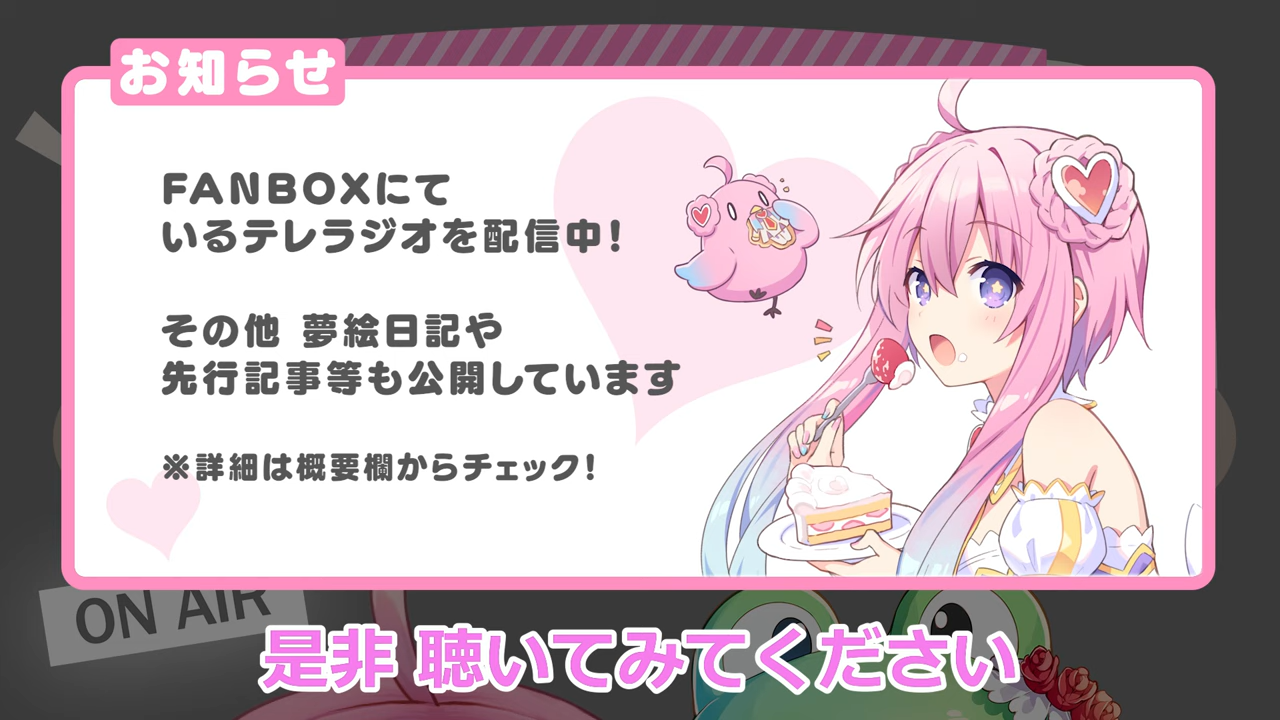 お知らせ
FANBOXにて
いるテレラジオを配信中!
その他 夢絵日記や
先行記事等も公開しています
※詳細は概要欄からチェック!
ON AIR
是非 聴いてみてください